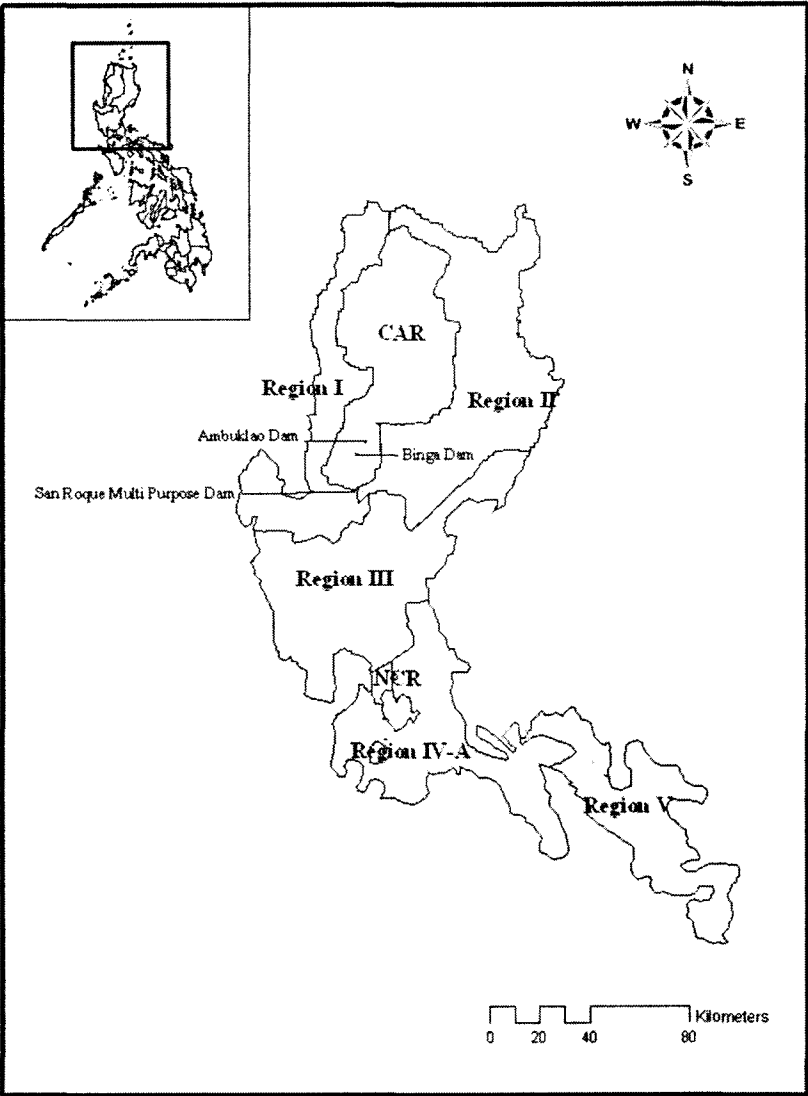 N
W E
S
CAR
Region I
Region II
Ambuklao Dam
Binga Dam
San Roque Multi Purpose Dam
Region III
NCR
Region IV-A
Region V
Kilometers
0 20 40 80